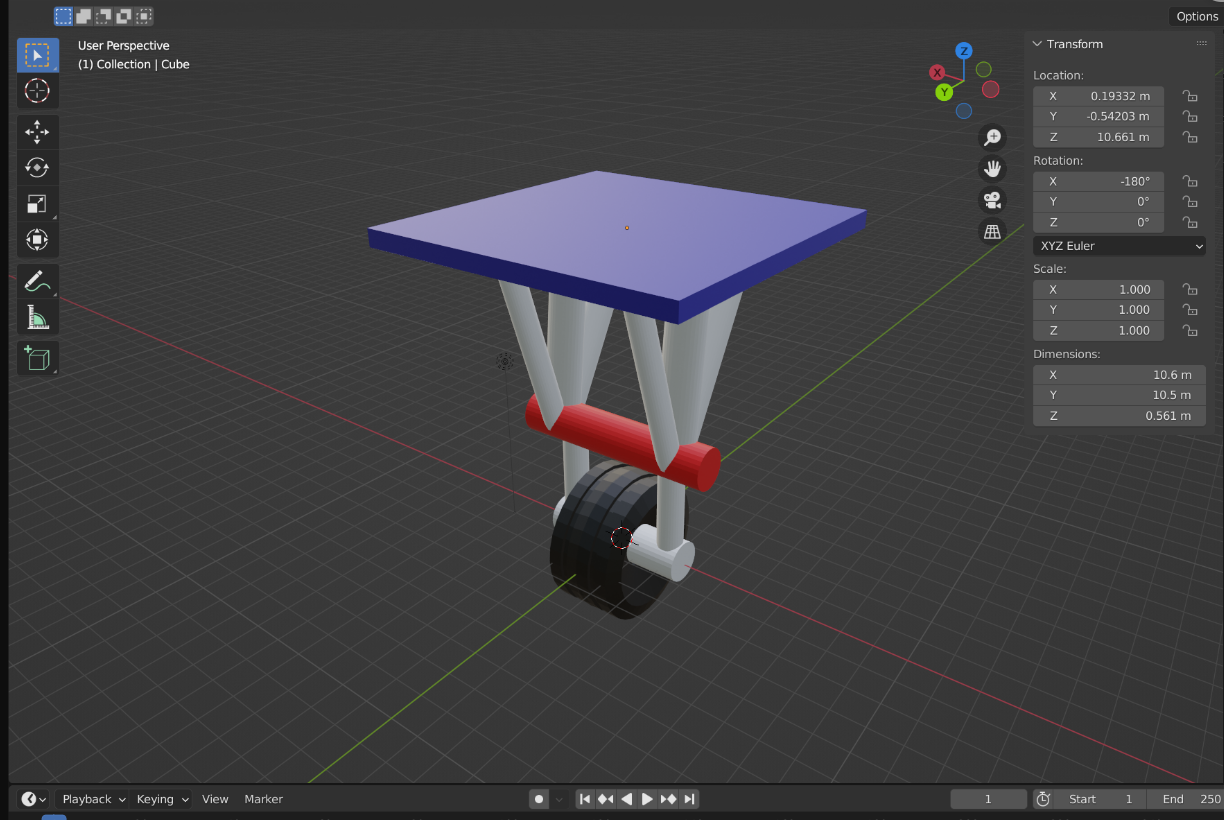 Options
User Perspective
(1) Collection | Cube
Z
X
Y
Transform
Location:
X 0.19332 m
Y -0.54203 m
Z 10.661 m
Rotation:
X -180°
Y 0°
Z 0°
XYZ Euler
Scale:
X 1.000
Y 1.000
Z 1.000
Dimensions:
X 10.6 m
Y 10.5 m
Z 0.561 m
Playback Keying View Marker 1 Start 1 End 250